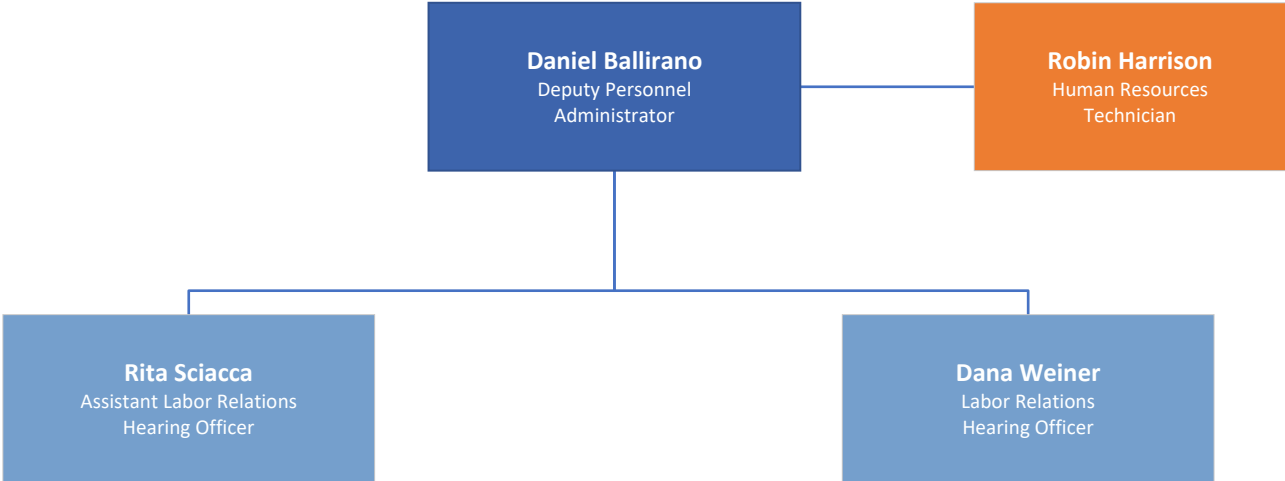 Daniel Ballirano
Deputy Personnel
Administrator
Robin Harrison
Human Resources
Technician
Rita Sciacca
Assistant Labor Relations
Hearing Officer
Dana Weiner
Labor Relations
Hearing Officer